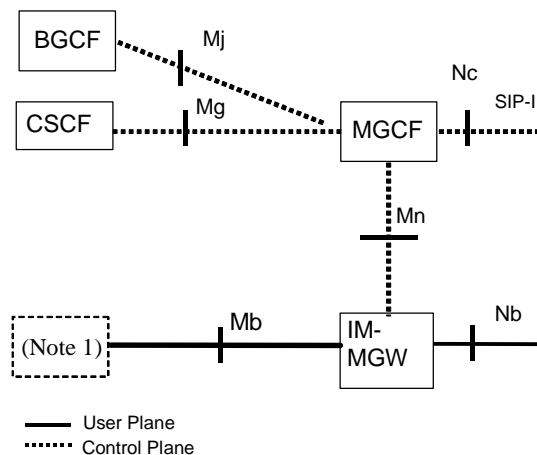 BGCF
Mj
Nc
CSCF
Mg
MGCF
SIP-I
Mn
(Note 1)
Mb
IM-
MGW
Nb
User Plane
Control Plane